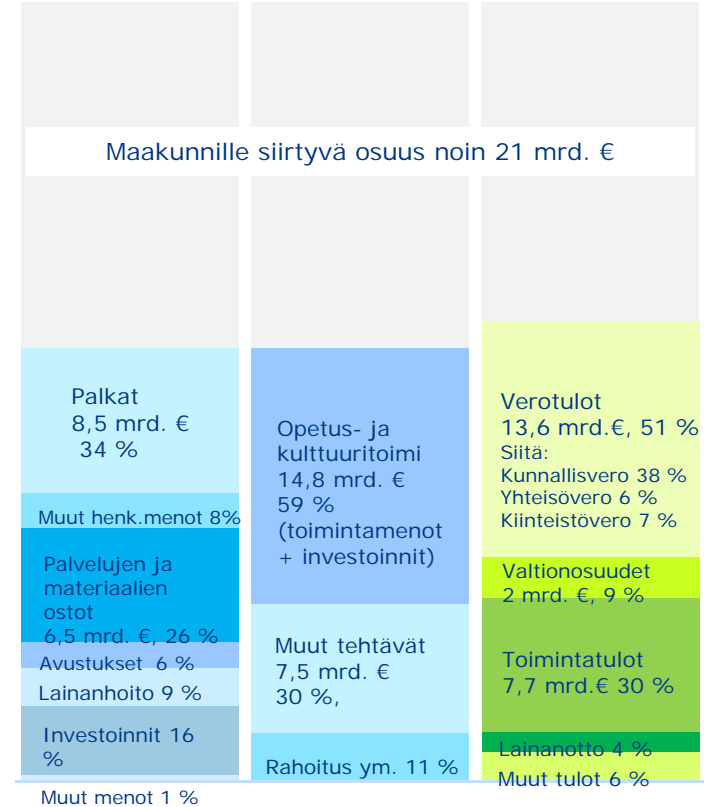 Maakunnille siirtyvä osuus noin 21 mrd. €
Palkat
8,5 mrd. €
34 %
Muut henk.menot 8%
Palvelujen ja
materiaalien
ostot
6,5 mrd. €, 26 %
Avustukset 6 %
Lainanhoito 9 %
Investoinnit 16
%
Muut menot 1 %
Opetus- ja
kulttuuritoimi
14,8 mrd. €
59 %
(toimintamenot
+ investoinnit)
Muut tehtävät
7,5 mrd. €
30 %,
Rahoitus ym. 11 %
Verotulot
13,6 mrd.€, 51 %
Siitä:
Kunnallisvero 38 %
Yhteisövero 6 %
Kiinteistövero 7 %
Valtionosuudet
2 mrd. €, 9 %
Toimintatulot
7,7 mrd.€ 30 %
Lainanotto 4 %
Muut tulot 6 %